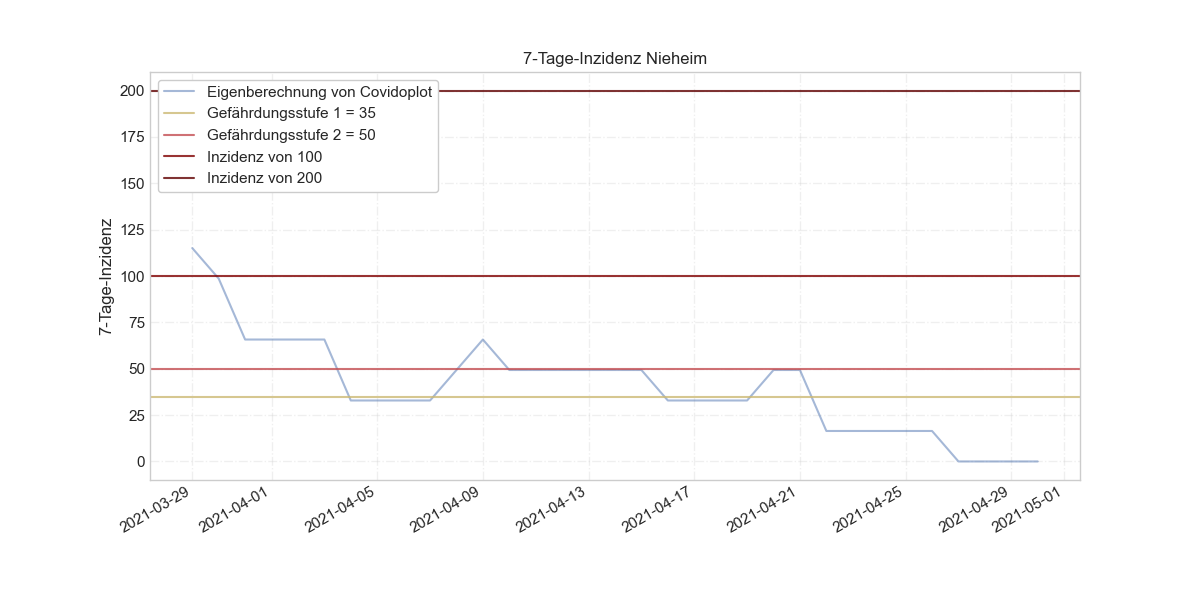 7-Tage-Inzidenz Nieheim
Eigenberechnung von Covidoplot
Gefährdungsstufe 1 = 35
Gefährdungsstufe 2 = 50
Inzidenz von 100
Inzidenz von 200
7-Tage-Inzidenz
200
175
150
125
100
75
50
25
0
2021-03-29
2021-04-01
2021-04-05
2021-04-09
2021-04-13
2021-04-17
2021-04-21
2021-04-25
2021-04-29
2021-05-01